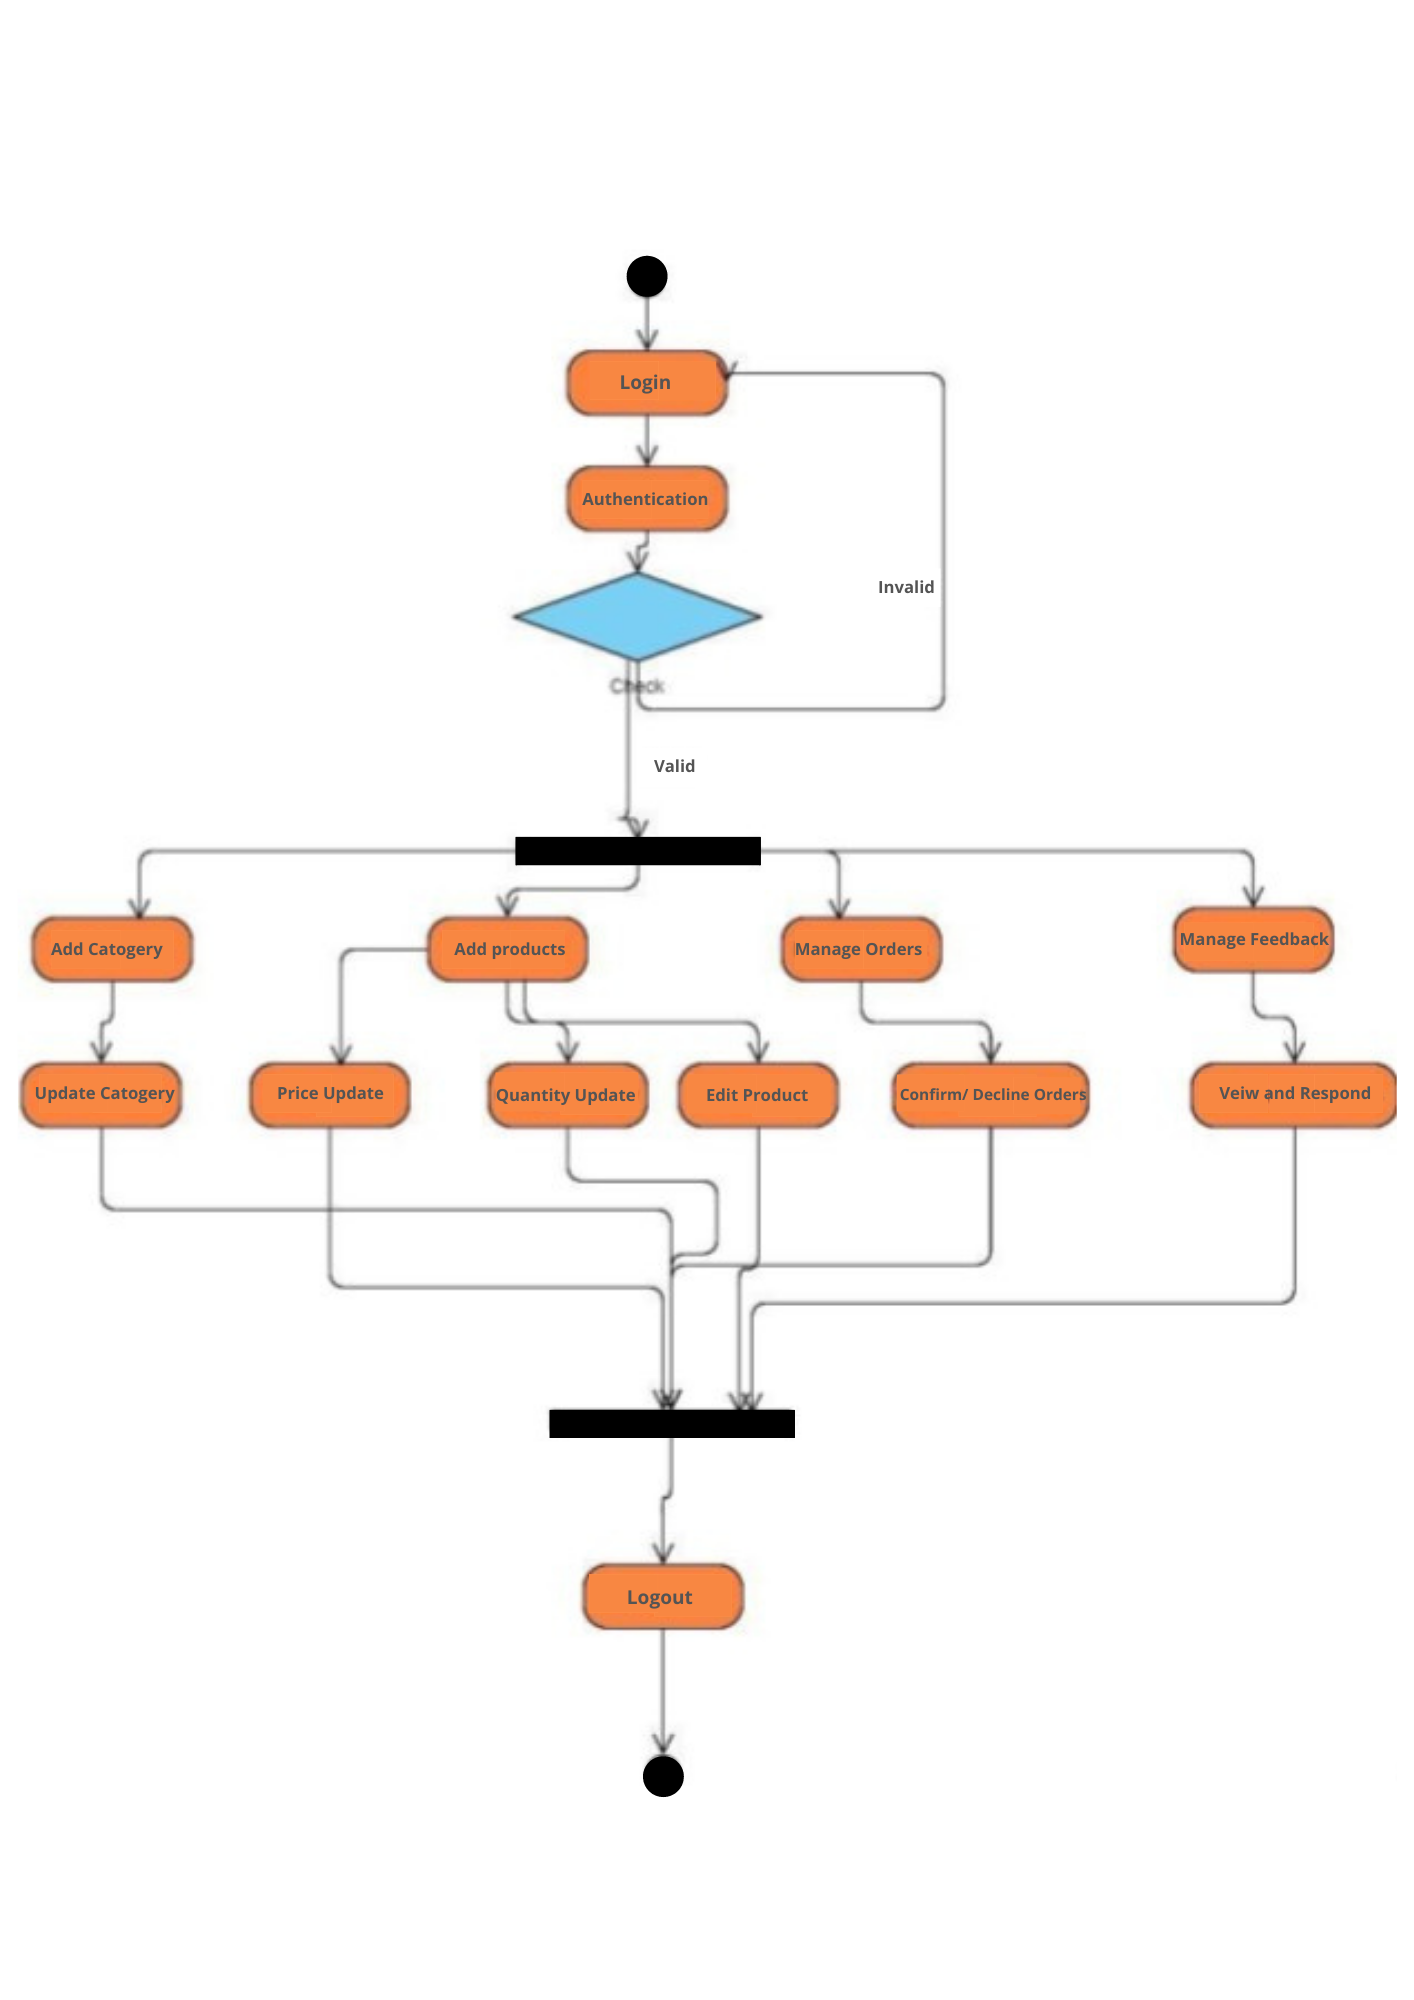 Login
Authentication
Invalid
Check
Valid
Add Catogery
Add products
Manage Orders
Manage Feedback
Update Catogery
Price Update
Quantity Update
Edit Product
Confirm/ Decline Orders
Veiw and Respond
Logout